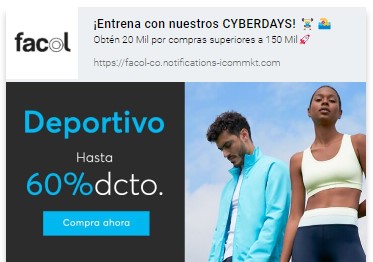 ¡Entrena con nuestros CYBERDAYS! 🏋️ 🏊
facol
Obtén 20 Mil por compras superiores a 150 Mil 🚀
https://facol-co.notifications-icommkt.com
Deportivo
Hasta
60%dcto.
Compra ahora